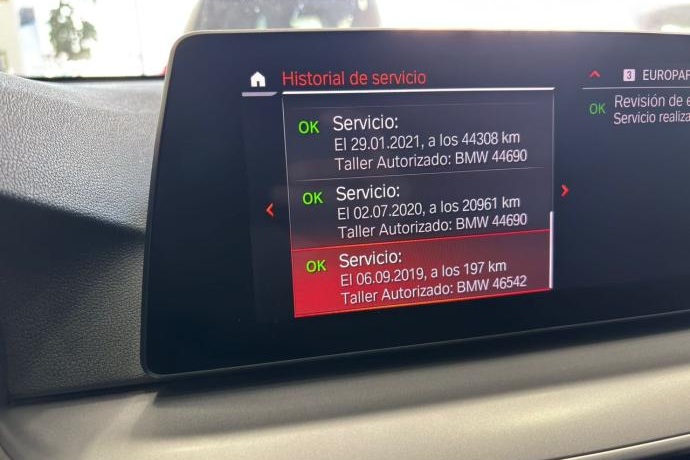 Historial de servicio
OK Servicio:
El 29.01.2021, a los 44308 km
Taller Autorizado: BMW 44690
OK Servicio:
El 02.07.2020, a los 20961 km
Taller Autorizado: BMW 44690
OK Servicio:
El 06.09.2019, a los 197 km
Taller Autorizado: BMW 46542
3 EUROPAR
OK Revisión de
Servicio realiza